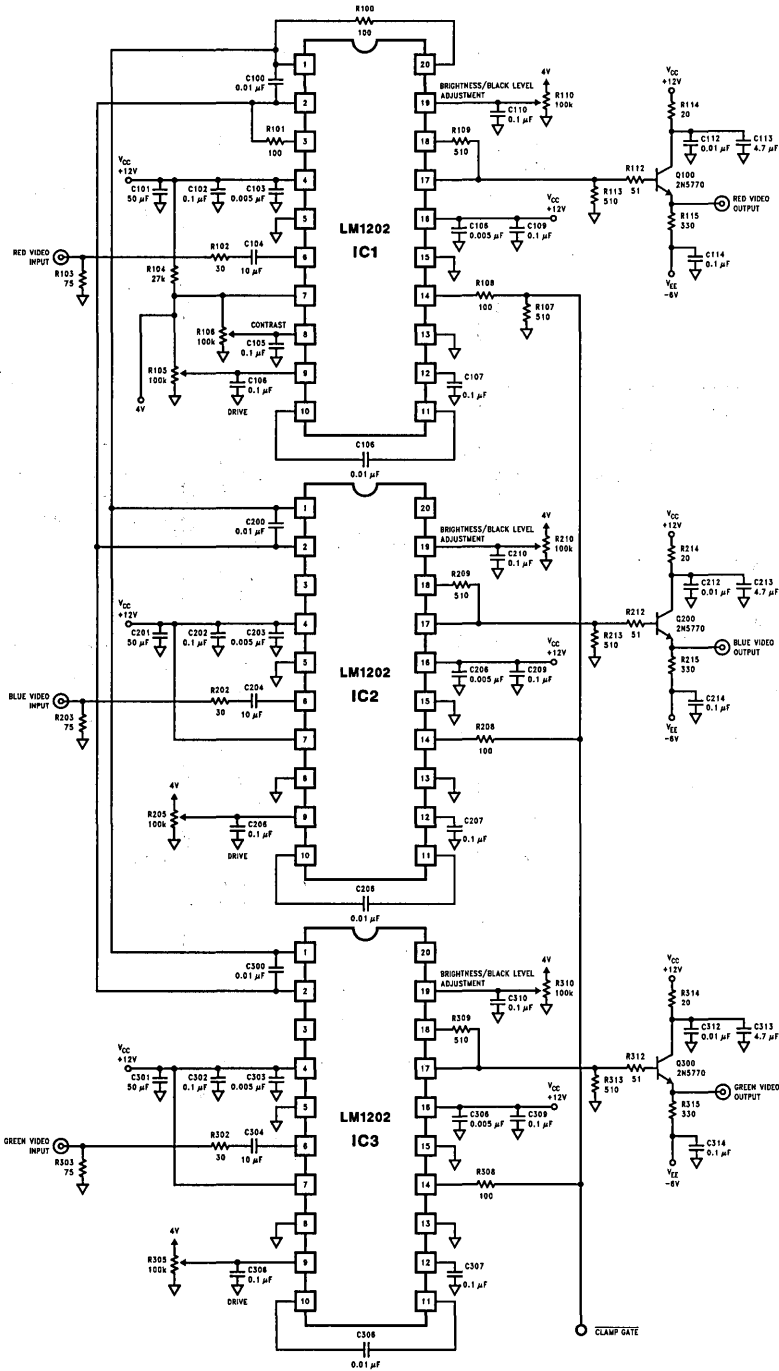 R100
100
1
20
C100
0.01 µF
2
BRIGHTNESS/BLACK LEVEL
ADJUSTMENT
4V
R110
100k
19
C110
0.1 µF
R101
100
3
R109
510
18
VCC
+12V
R114
20
C112
0.01 µF
C113
4.7 µF
VCC
+12V
C101
50 µF
C102
0.1 µF
C103
0.005 µF
4
17
R113
510
R112
51
Q100
2N5770
RED VIDEO
OUTPUT
5
LM1202
IC1
16
C106
0.005 µF
C109
0.1 µF
VCC
+12V
R115
330
C114
0.1 µF
VEE
-6V
RED VIDEO
INPUT
R103
75
R102
30
C104
10 µF
6
15
R104
27k
7
14
R108
100
R107
510
R106
100k
CONTRAST
C105
0.1 µF
8
13
R105
100k
4V
C106
0.1 µF
DRIVE
9
12
C107
0.1 µF
10
11
C106
0.01 µF
1
20
C200
0.01 µF
2
BRIGHTNESS/BLACK LEVEL
ADJUSTMENT
4V
R210
100k
19
C210
0.1 µF
3
R209
510
18
VCC
+12V
R214
20
C212
0.01 µF
C213
4.7 µF
VCC
+12V
C201
50 µF
C202
0.1 µF
C203
0.005 µF
4
17
R213
510
R212
51
Q200
2N5770
BLUE VIDEO
OUTPUT
5
LM1202
IC2
16
C206
0.005 µF
C209
0.1 µF
VCC
+12V
R215
330
C214
0.1 µF
VEE
-6V
BLUE VIDEO
INPUT
R203
75
R202
30
C204
10 µF
6
15
7
14
R208
100
8
13
4V
R205
100k
C206
0.1 µF
DRIVE
9
12
C207
0.1 µF
10
11
C205
0.01 µF
1
20
C300
0.01 µF
2
BRIGHTNESS/BLACK LEVEL
ADJUSTMENT
4V
R310
100k
19
C310
0.1 µF
3
R309
510
18
VCC
+12V
R314
20
C312
0.01 µF
C313
4.7 µF
VCC
+12V
C301
50 µF
C302
0.1 µF
C303
0.005 µF
4
17
R313
510
R312
51
Q300
2N5770
GREEN VIDEO
OUTPUT
5
LM1202
IC3
16
C306
0.005 µF
C309
0.1 µF
VCC
+12V
R315
330
C314
0.1 µF
VEE
-6V
GREEN VIDEO
INPUT
R303
75
R302
30
C304
10 µF
6
15
7
14
R308
100
8
13
4V
R305
100k
C306
0.1 µF
DRIVE
9
12
C307
0.1 µF
10
11
C306
0.01 µF
CLAMP GATE